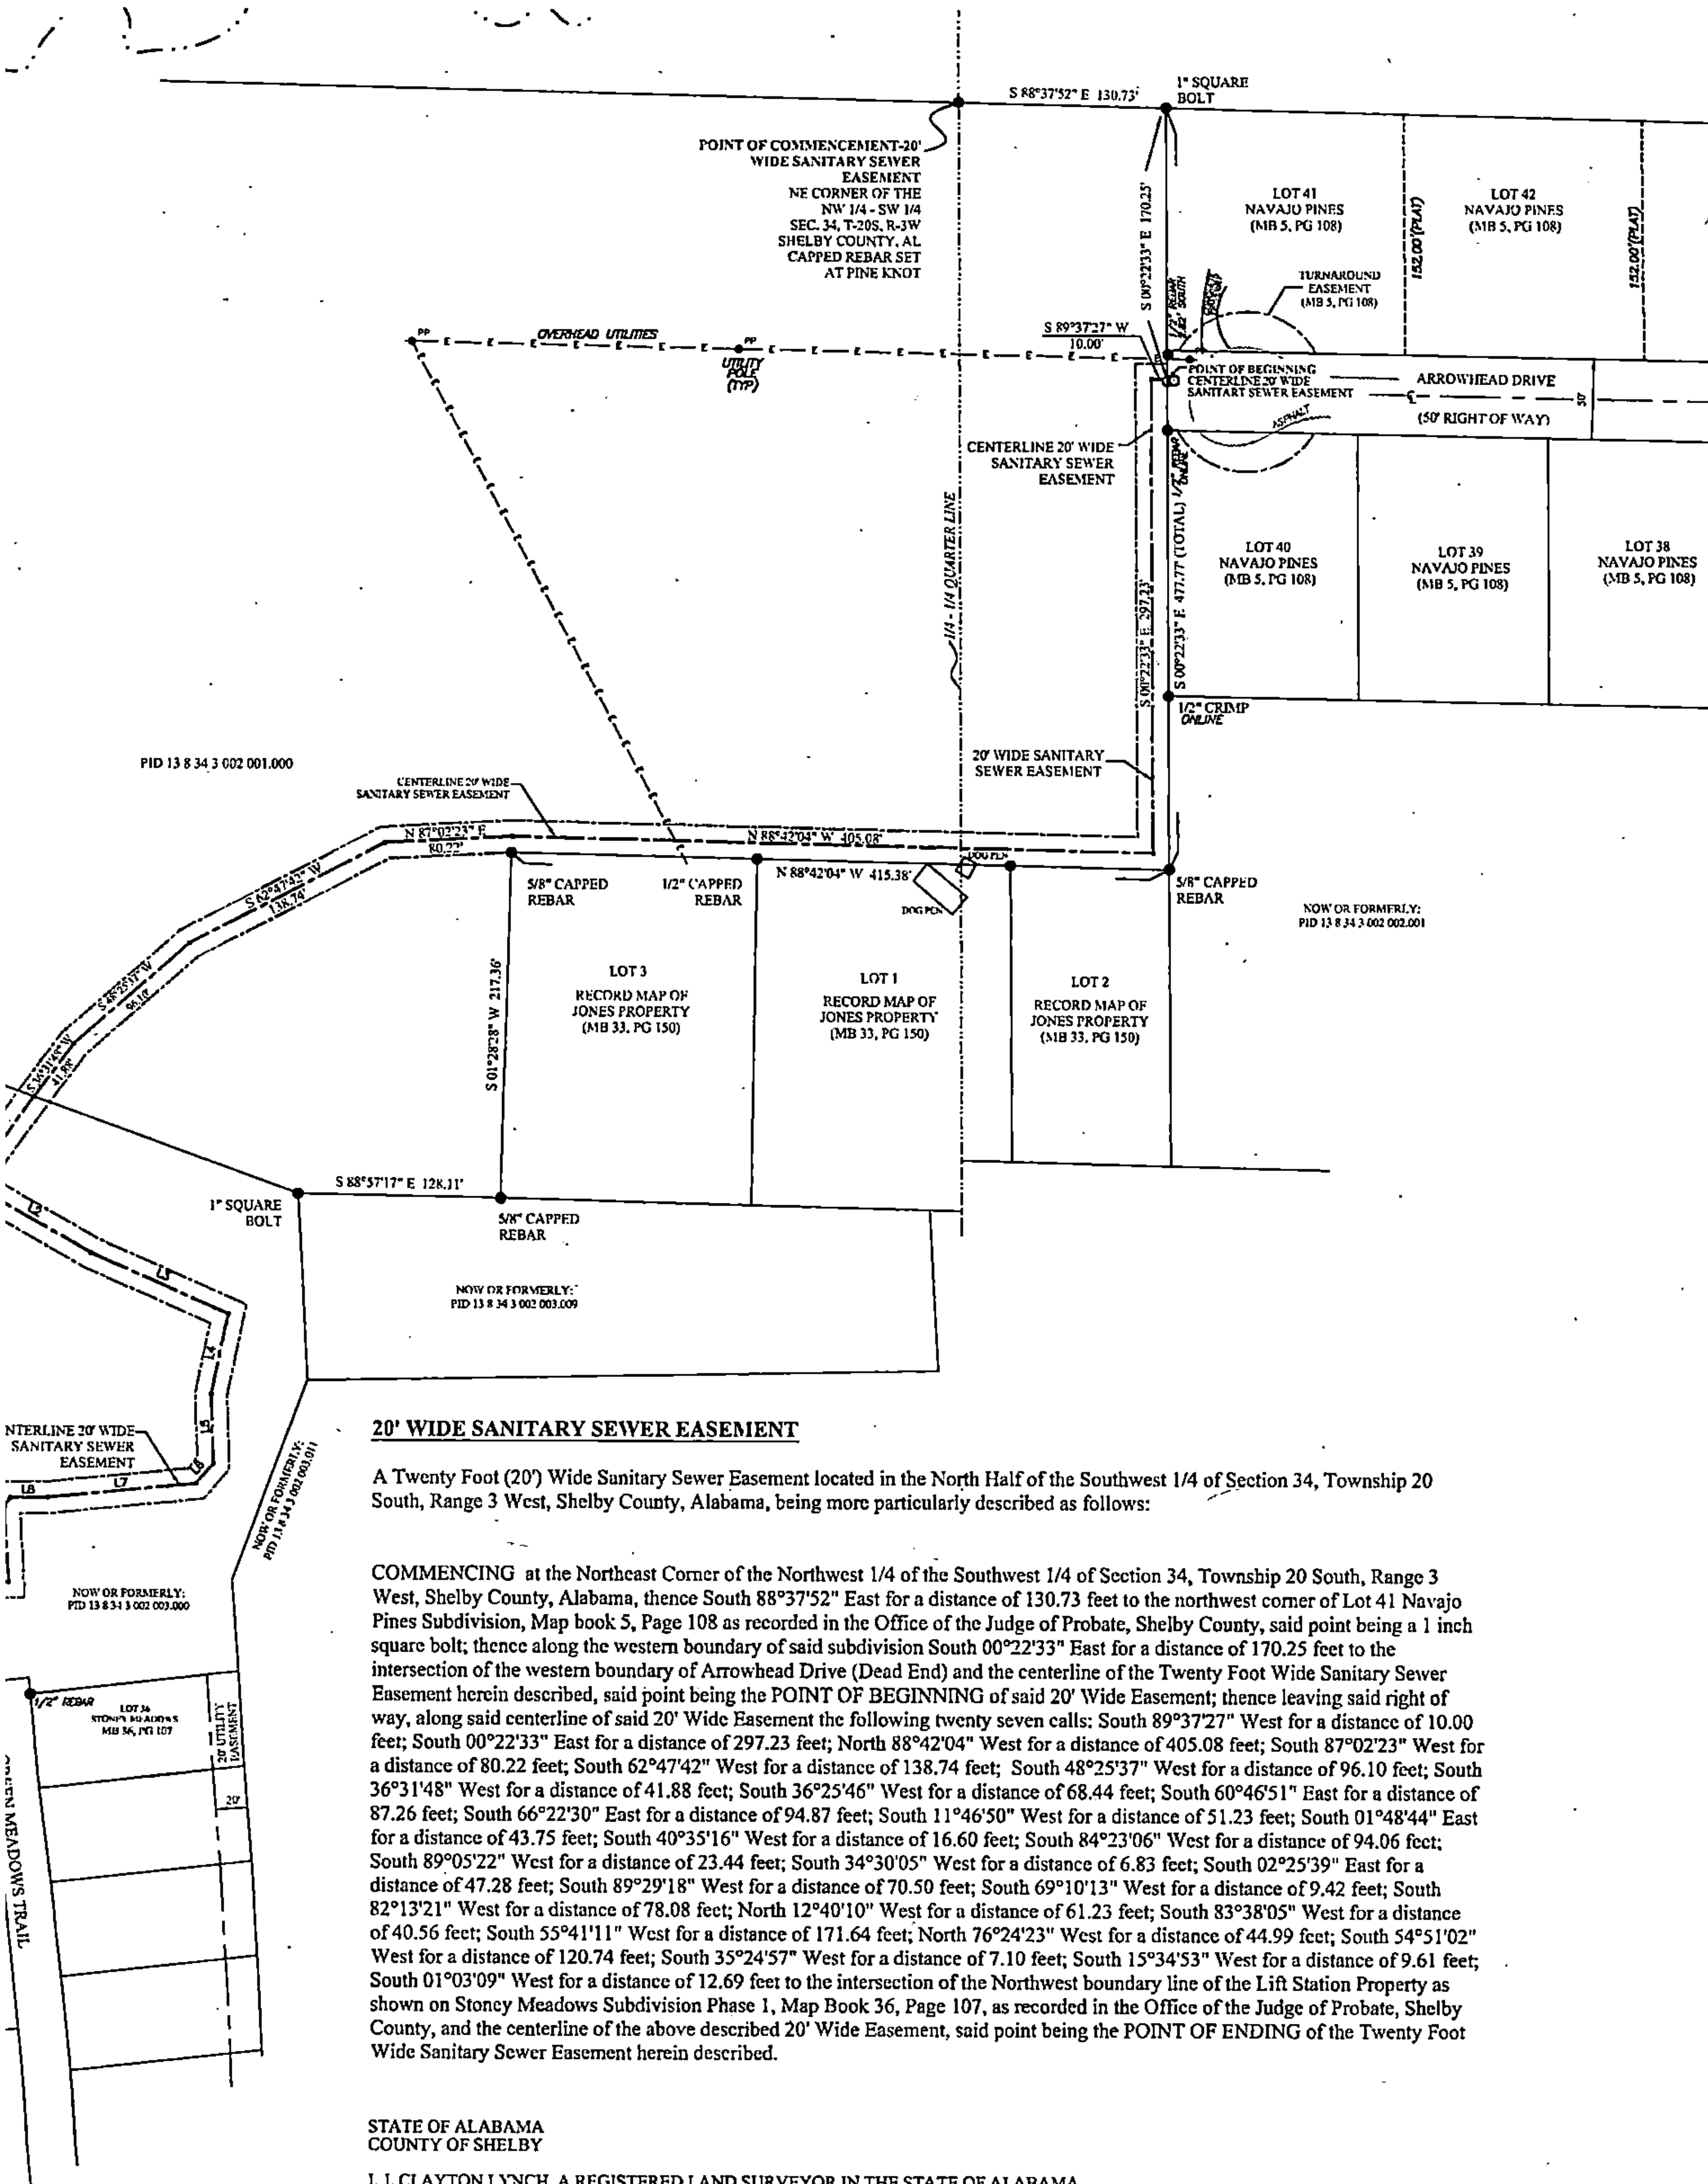 S 88°37'52" E 130.73'
1" SQUARE
BOLT
POINT OF COMMENCEMENT-20'
WIDE SANITARY SEWER
EASEMENT
NE CORNER OF THE
NW 1/4 - SW 1/4
SEC. 34, T-20S, R-3W
SHELBY COUNTY, AL
CAPPED REBAR SET
AT PINE KNOT
S 00°22'33" E 170.25'
LOT 41
NAVAJO PINES
(MB 5, PG 108)
152.00'(PLAT)
LOT 42
NAVAJO PINES
(MB 5, PG 108)
152.00'(PLAT)
TURNAROUND
EASEMENT
(MB 5, PG 108)
1/2" REBAR
SOUTH
S 89°37'27" W
10.00'
PP
OVERHEAD UTILITIES
PP
UTILITY
POLE
(TYP)
POINT OF BEGINNING
CENTERLINE 20' WIDE
SANITART SEWER EASEMENT
ARROWHEAD DRIVE
(50' RIGHT OF WAY)
50'
ASPHALT
CENTERLINE 20' WIDE
SANITARY SEWER
EASEMENT
1/2" REBAR
ONLINE
1/4 - 1/4 QUARTER LINE
S 00°22'33" E 297.23'
S 00°22'33" E 477.77 (TOTAL)
LOT 40
NAVAJO PINES
(MB 5, PG 108)
LOT 39
NAVAJO PINES
(MB 5, PG 108)
LOT 38
NAVAJO PINES
(MB 5, PG 108)
1/2" CRIMP
ONLINE
20' WIDE SANITARY
SEWER EASEMENT
PID 13 8 34 3 002 001.000
CENTERLINE 20' WIDE
SANITARY SEWER EASEMENT
N 87°02'23" E
80.22'
N 88°42'04" W 405.08'
DOG PEN
N 88°42'04" W 415.38'
DOG PEN
5/8" CAPPED
REBAR
1/2" CAPPED
REBAR
5/8" CAPPED
REBAR
NOW OR FORMERLY:
PID 13 8 34 3 002 002.001
S 62°47'42" W
138.74'
S 48°25'37" W
96.10'
S 36°31'48" W
41.88'
S 01°28'28" W 217.36'
LOT 3
RECORD MAP OF
JONES PROPERTY
(MB 33, PG 150)
LOT 1
RECORD MAP OF
JONES PROPERTY
(MB 33, PG 150)
LOT 2
RECORD MAP OF
JONES PROPERTY
(MB 33, PG 150)
S 88°57'17" E 128.11'
1" SQUARE
BOLT
5/8" CAPPED
REBAR
L2
L3
L4
L5
L6
L7
L8
NOW OR FORMERLY:
PID 13 8 34 3 002 003.009
NTERLINE 20' WIDE
SANITARY SEWER
EASEMENT
NOW OR FORMERLY:
PID 13 8 34 3 002 003.011
NOW OR FORMERLY:
PID 13 8 34 3 002 003.000
1/2" REBAR
LOT 36
STONEY MEADOWS
MB 36, PG 107
20' UTILITY
EASEMENT
20'
MEADOWS TRAIL
20' WIDE SANITARY SEWER EASEMENT
A Twenty Foot (20') Wide Sanitary Sewer Easement located in the North Half of the Southwest 1/4 of Section 34, Township 20
South, Range 3 West, Shelby County, Alabama, being more particularly described as follows:
COMMENCING at the Northeast Corner of the Northwest 1/4 of the Southwest 1/4 of Section 34, Township 20 South, Range 3
West, Shelby County, Alabama, thence South 88°37'52" East for a distance of 130.73 feet to the northwest corner of Lot 41 Navajo
Pines Subdivision, Map book 5, Page 108 as recorded in the Office of the Judge of Probate, Shelby County, said point being a 1 inch
square bolt; thence along the western boundary of said subdivision South 00°22'33" East for a distance of 170.25 feet to the
intersection of the western boundary of Arrowhead Drive (Dead End) and the centerline of the Twenty Foot Wide Sanitary Sewer
Easement herein described, said point being the POINT OF BEGINNING of said 20' Wide Easement; thence leaving said right of
way, along said centerline of said 20' Wide Easement the following twenty seven calls: South 89°37'27" West for a distance of 10.00
feet; South 00°22'33" East for a distance of 297.23 feet; North 88°42'04" West for a distance of 405.08 feet; South 87°02'23" West for
a distance of 80.22 feet; South 62°47'42" West for a distance of 138.74 feet; South 48°25'37" West for a distance of 96.10 feet; South
36°31'48" West for a distance of 41.88 feet; South 36°25'46" West for a distance of 68.44 feet; South 60°46'51" East for a distance of
87.26 feet; South 66°22'30" East for a distance of 94.87 feet; South 11°46'50" West for a distance of 51.23 feet; South 01°48'44" East
for a distance of 43.75 feet; South 40°35'16" West for a distance of 16.60 feet; South 84°23'06" West for a distance of 94.06 feet;
South 89°05'22" West for a distance of 23.44 feet; South 34°30'05" West for a distance of 6.83 feet; South 02°25'39" East for a
distance of 47.28 feet; South 89°29'18" West for a distance of 70.50 feet; South 69°10'13" West for a distance of 9.42 feet; South
82°13'21" West for a distance of 78.08 feet; North 12°40'10" West for a distance of 61.23 feet; South 83°38'05" West for a distance
of 40.56 feet; South 55°41'11" West for a distance of 171.64 feet; North 76°24'23" West for a distance of 44.99 feet; South 54°51'02"
West for a distance of 120.74 feet; South 35°24'57" West for a distance of 7.10 feet; South 15°34'53" West for a distance of 9.61 feet;
South 01°03'09" West for a distance of 12.69 feet to the intersection of the Northwest boundary line of the Lift Station Property as
shown on Stoney Meadows Subdivision Phase 1, Map Book 36, Page 107, as recorded in the Office of the Judge of Probate, Shelby
County, and the centerline of the above described 20' Wide Easement, said point being the POINT OF ENDING of the Twenty Foot
Wide Sanitary Sewer Easement herein described.
STATE OF ALABAMA
COUNTY OF SHELBY
I, J. CLAYTON LYNCH, A REGISTERED LAND SURVEYOR IN THE STATE OF ALABAMA